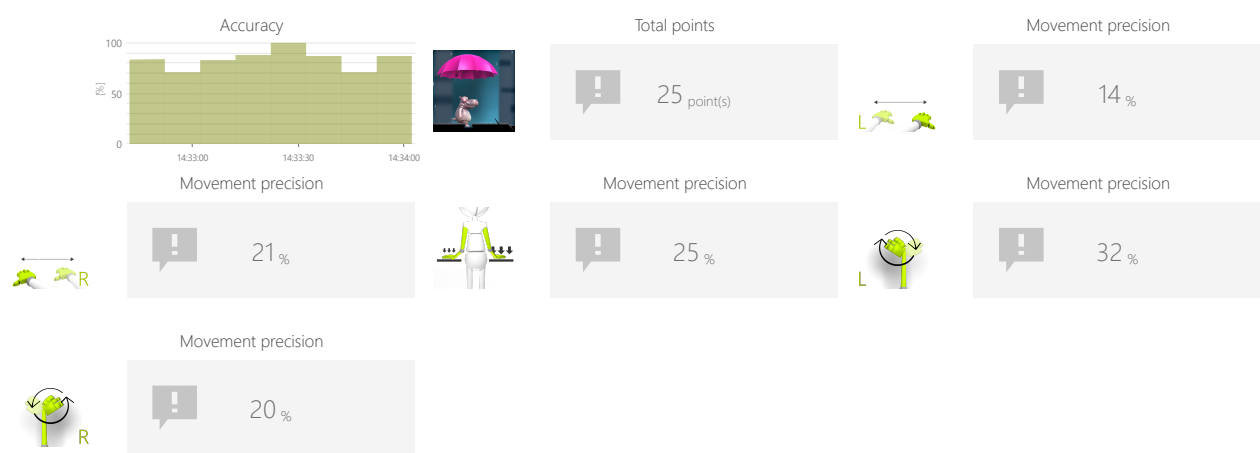 Accuracy
Total points
Movement precision
100
50
0
[%]
14:33:00
14:33:30
14:34:00
25 point(s)
L
14 %
Movement precision
Movement precision
Movement precision
R
21 %
25 %
L
32 %
Movement precision
R
20 %